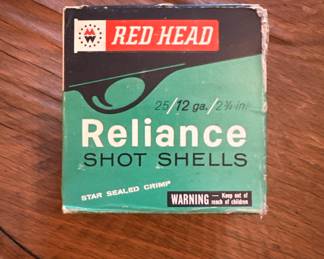 RED HEAD
25/12 ga./2¾ in.
Reliance
SHOT SHELLS
STAR SEALED CRIMP
WARNING — Keep out of
reach of children